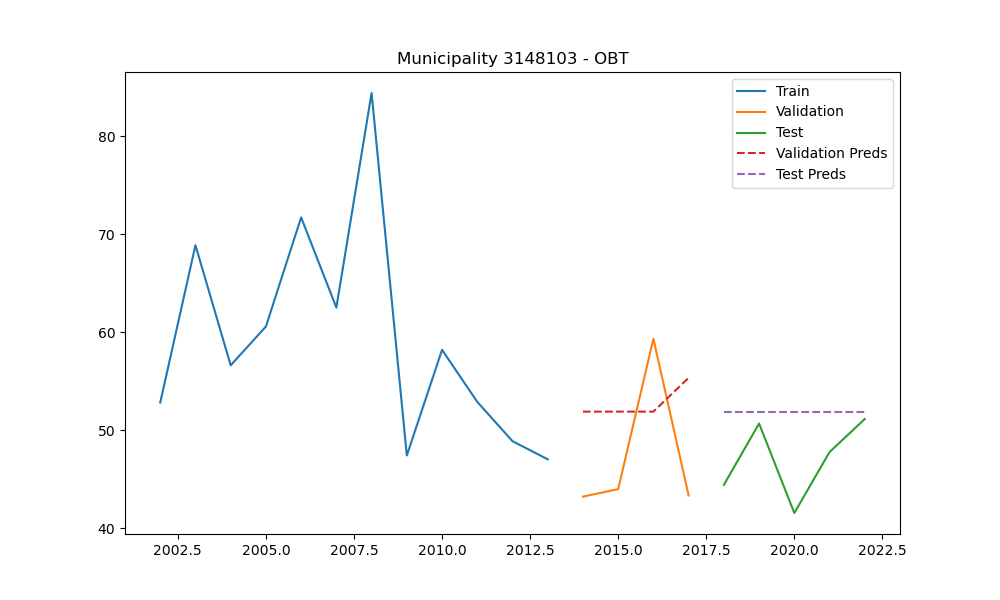 Municipality 3148103 - OBT
Train
Validation
Test
Validation Preds
Test Preds
80
70
60
50
40
2002.5 2005.0 2007.5 2010.0 2012.5 2015.0 2017.5 2020.0 2022.5